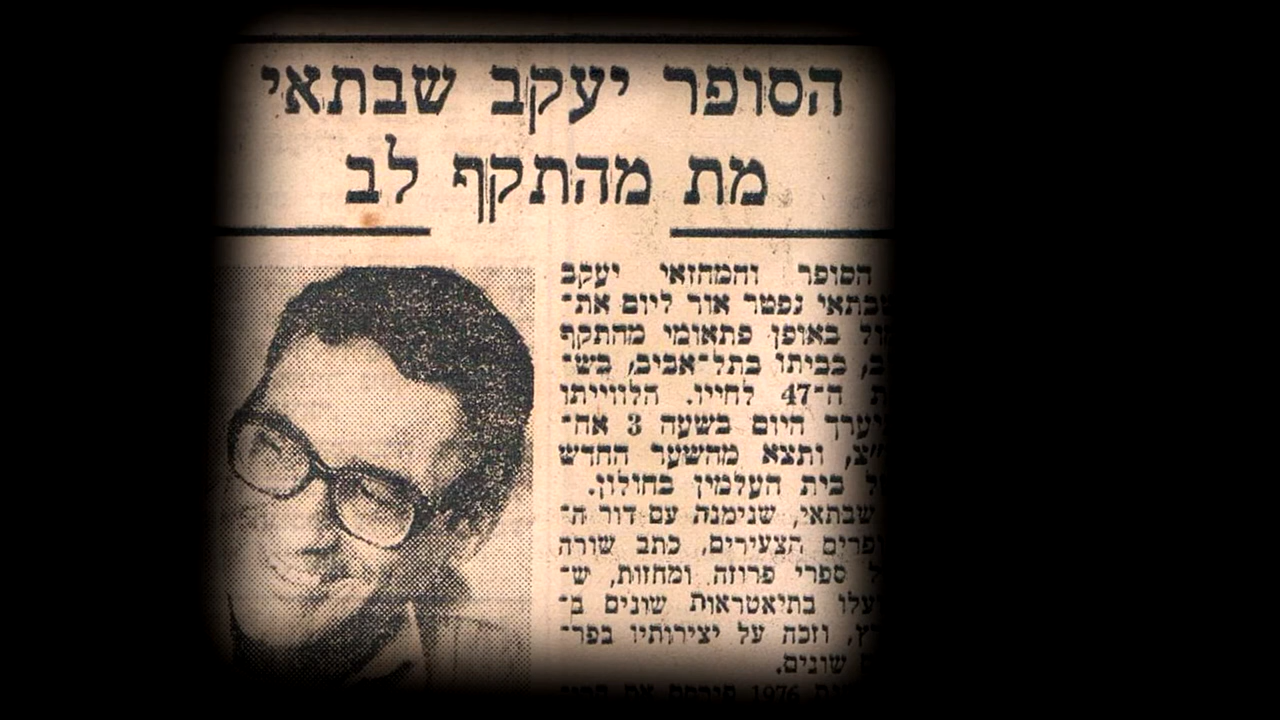 הסופר יעקב שבתאי
מת מהתקף לב
הסופר והמחזאי יעקב
שבתאי נפטר אור ליום את־
מול באופן פתאומי מהתקף
לב, בביתו בתל־אביב, בש־
נת ה־47 לחייו. הלווייתו
תיערך היום בשעה 3 אח־
ה״צ, ותצא מהשער החדש
של בית העלמין בחולון.
שבתאי, שנימנה עם דור ה־
סופרים הצעירים, כתב שורה
של ספרי פרוזה ומחזות, ש־
הועלו בתיאטראות שונים ב־
ארץ, וזכה על יצירותיו בפר־
סים שונים.
1976